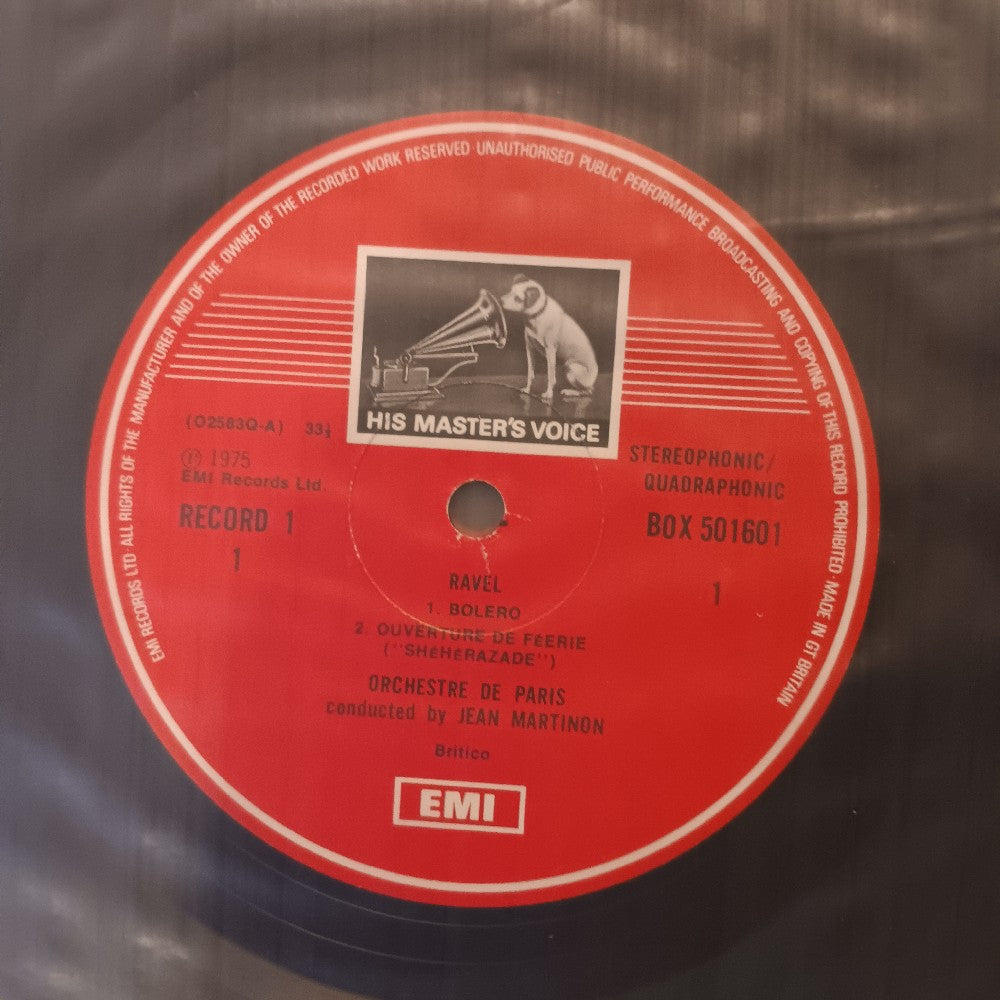 EMI RECORDS LTD · ALL RIGHTS OF THE MANUFACTURER AND OF THE OWNER OF THE RECORDED WORK RESERVED UNAUTHORISED PUBLIC PERFORMANCE BROADCASTING AND COPYING OF THIS RECORD PROHIBITED · MADE IN GT BRITAIN
HIS MASTER'S VOICE
(O2583Q-A) 33⅓
STEREOPHONIC/
QUADRAPHONIC
℗ 1975
EMI Records Ltd.
RECORD 1
BOX 501601
1
1
RAVEL
1. BOLERO
2. OUVERTURE DE FÉERIE
("SHÉHÉRAZADE")
ORCHESTRE DE PARIS
conducted by JEAN MARTINON
Britico
EMI